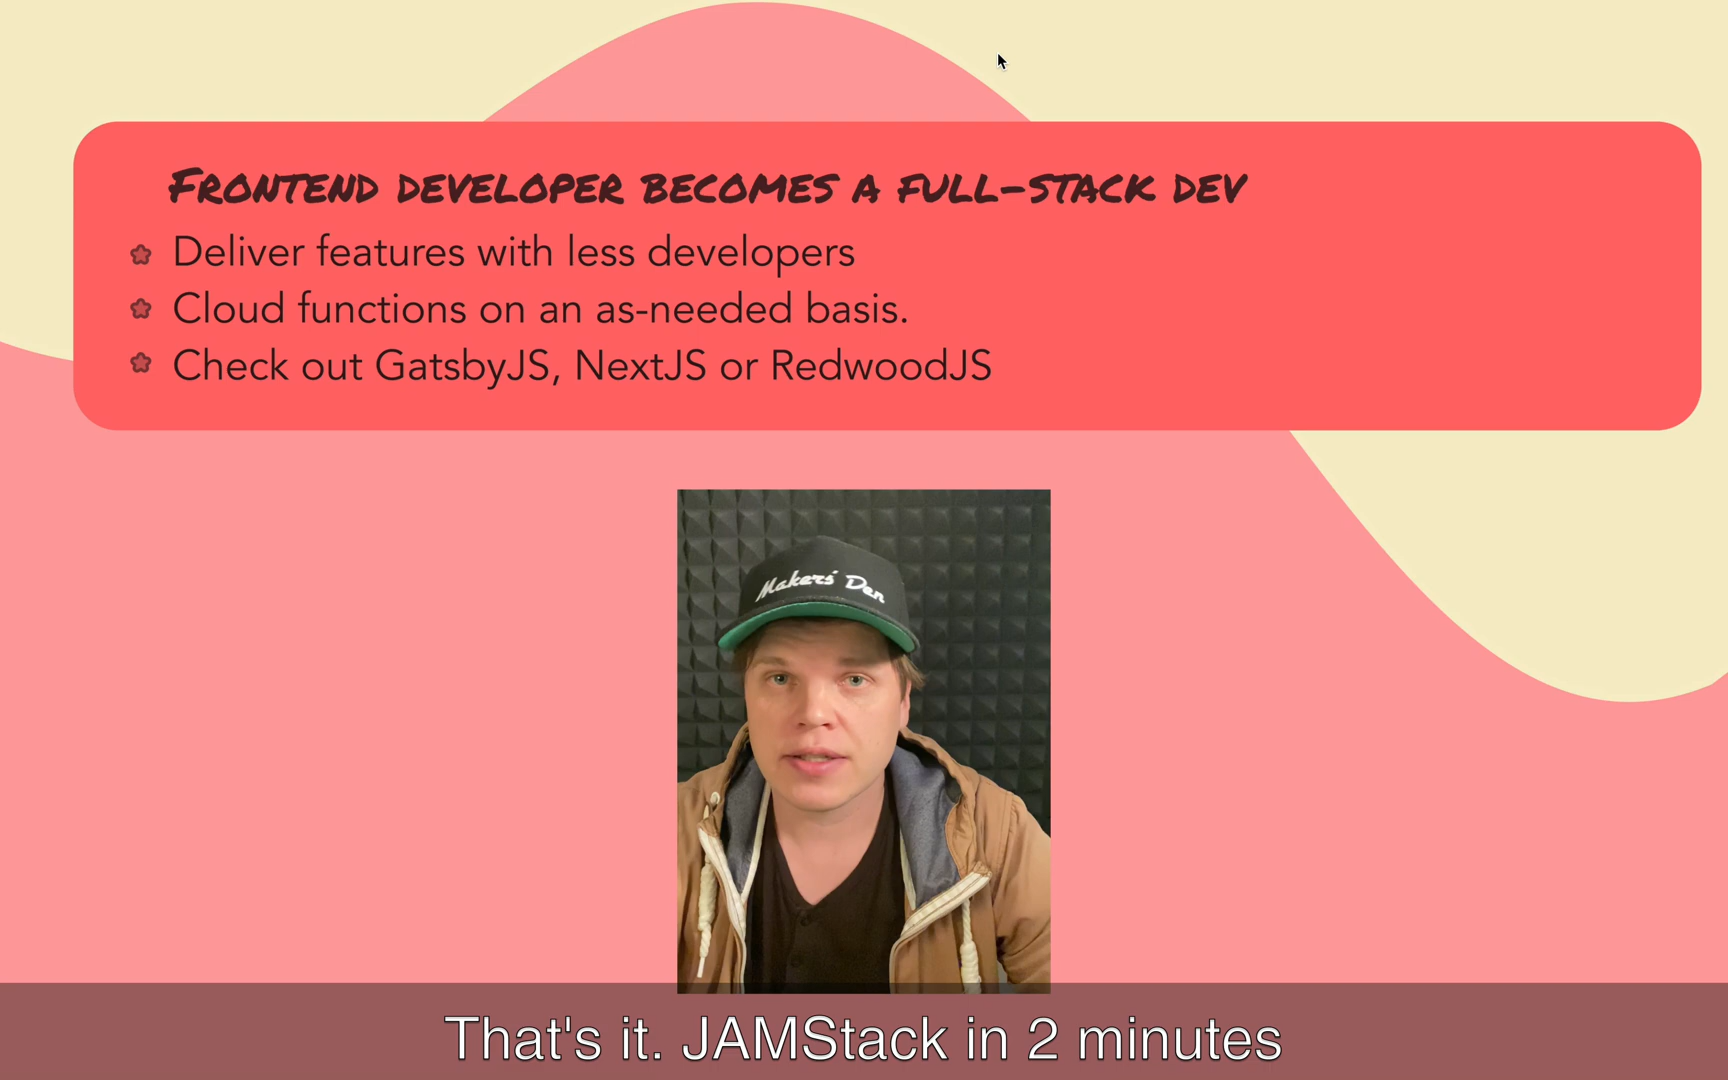 Frontend developer becomes a full-stack dev
Deliver features with less developers
Cloud functions on an as-needed basis.
Check out GatsbyJS, NextJS or RedwoodJS
Makers' Den
That's it. JAMStack in 2 minutes